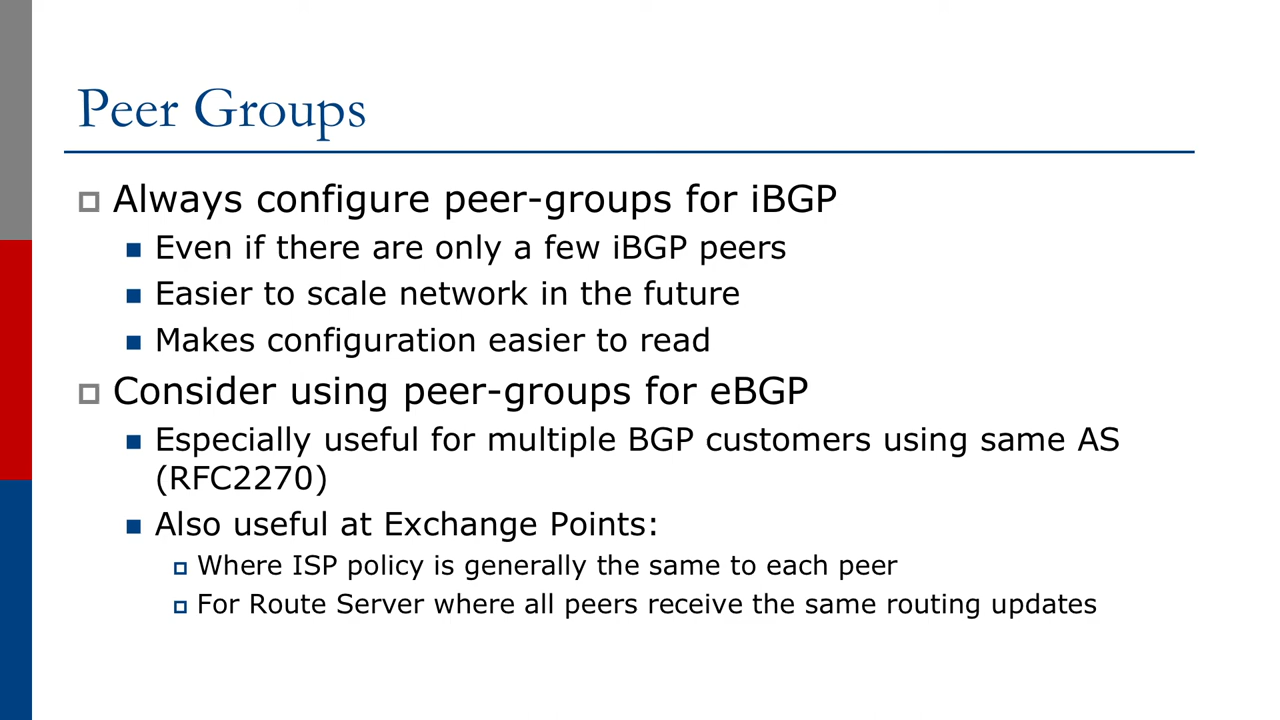 Peer Groups
Always configure peer-groups for iBGP
Even if there are only a few iBGP peers
Easier to scale network in the future
Makes configuration easier to read
Consider using peer-groups for eBGP
Especially useful for multiple BGP customers using same AS
(RFC2270)
Also useful at Exchange Points:
Where ISP policy is generally the same to each peer
For Route Server where all peers receive the same routing updates